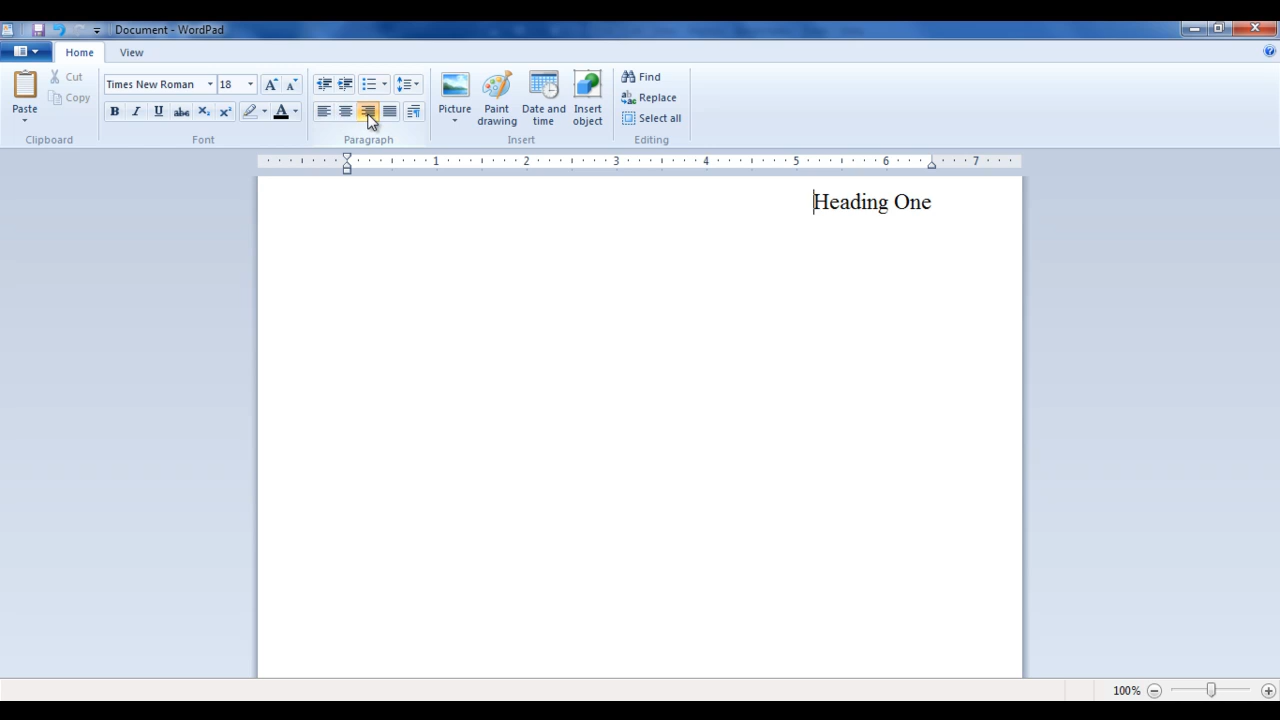 Document - WordPad
Home View
Cut
Copy
Paste
Clipboard
Times New Roman 18
B I U abc X₂ X² A
Font
Paragraph
Picture
Paint drawing
Date and time
Insert object
Insert
Find
Replace
Select all
Editing
1 2 3 4 5 6 7
Heading One
100%